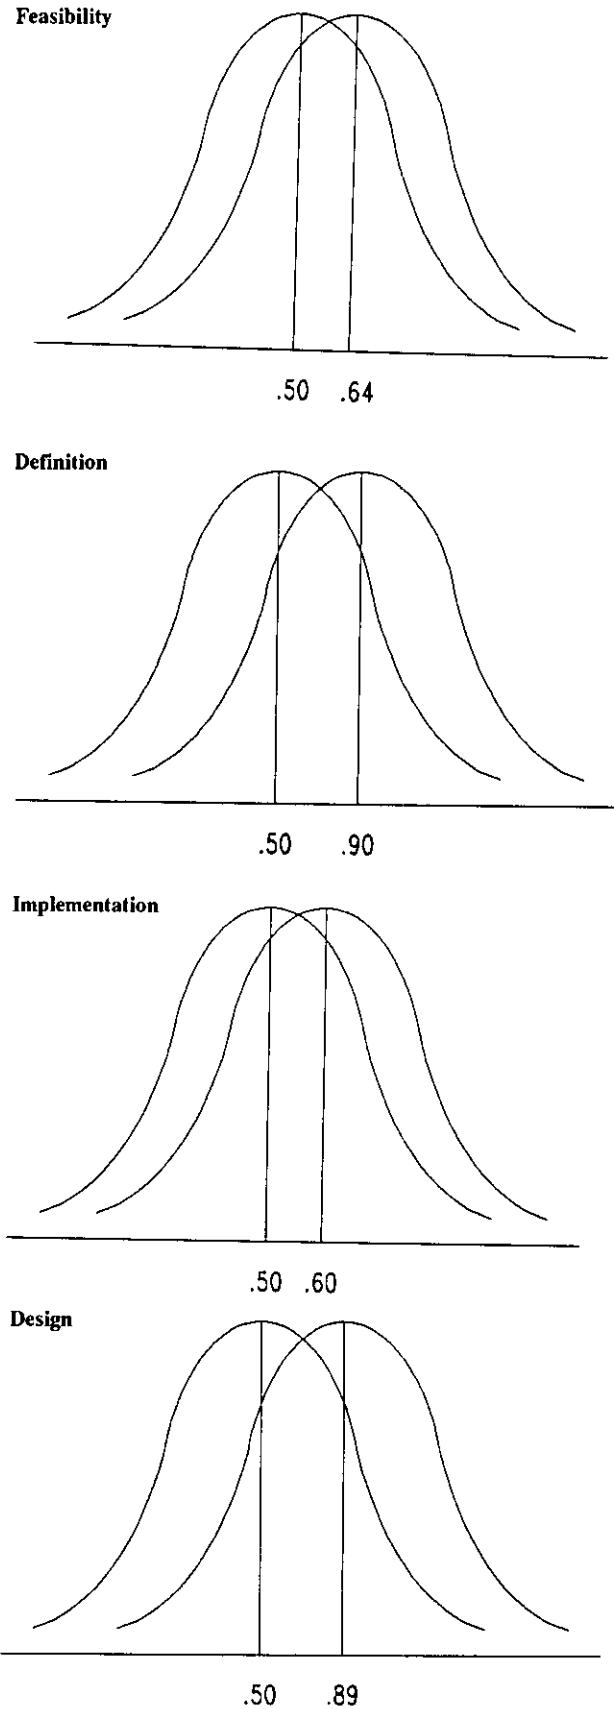 Feasibility
.50 .64
Definition
.50 .90
Implementation
.50 .60
Design
.50 .89